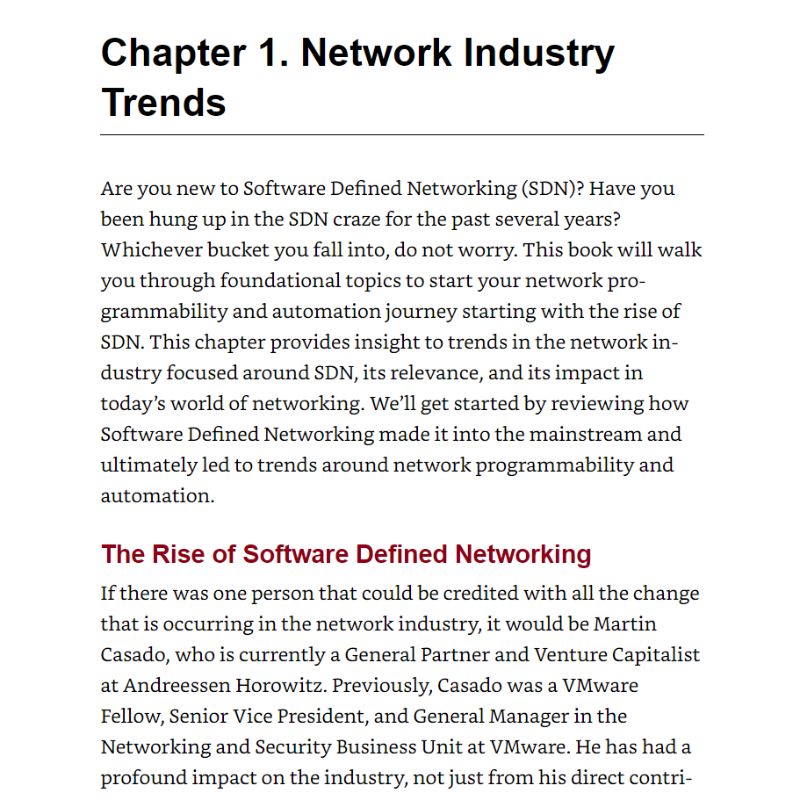 Chapter 1. Network Industry
Trends
Are you new to Software Defined Networking (SDN)? Have you
been hung up in the SDN craze for the past several years?
Whichever bucket you fall into, do not worry. This book will walk
you through foundational topics to start your network pro-
grammability and automation journey starting with the rise of
SDN. This chapter provides insight to trends in the network in-
dustry focused around SDN, its relevance, and its impact in
today’s world of networking. We’ll get started by reviewing how
Software Defined Networking made it into the mainstream and
ultimately led to trends around network programmability and
automation.
The Rise of Software Defined Networking
If there was one person that could be credited with all the change
that is occurring in the network industry, it would be Martin
Casado, who is currently a General Partner and Venture Capitalist
at Andreessen Horowitz. Previously, Casado was a VMware
Fellow, Senior Vice President, and General Manager in the
Networking and Security Business Unit at VMware. He has had a
profound impact on the industry, not just from his direct contri-